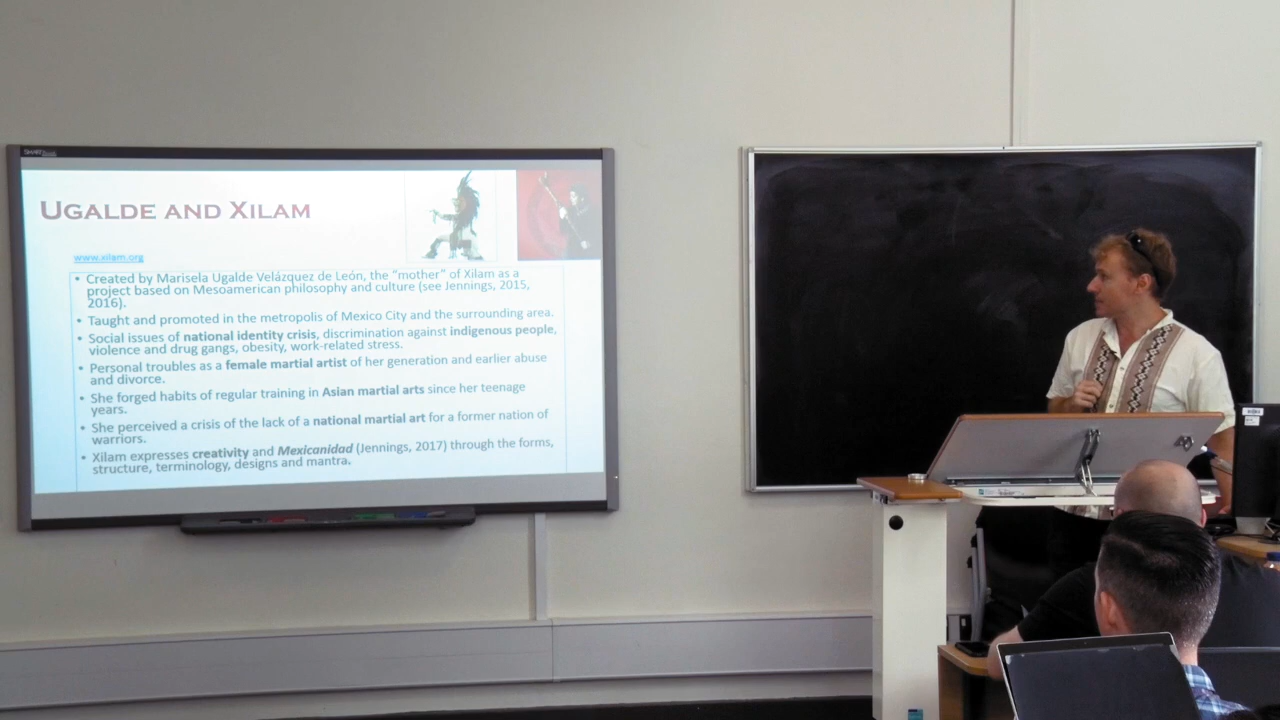 SMART
UGALDE AND XILAM
www.xilam.org
• Created by Marisela Ugalde Velázquez de León, the “mother” of Xilam as a
project based on Mesoamerican philosophy and culture (see Jennings, 2015,
2016).
• Taught and promoted in the metropolis of Mexico City and the surrounding area.
• Social issues of national identity crisis, discrimination against indigenous people,
violence and drug gangs, obesity, work-related stress.
• Personal troubles as a female martial artist of her generation and earlier abuse
and divorce.
• She forged habits of regular training in Asian martial arts since her teenage
years.
• She perceived a crisis of the lack of a national martial art for a former nation of
warriors.
• Xilam expresses creativity and Mexicanidad (Jennings, 2017) through the forms,
structure, terminology, designs and mantra.